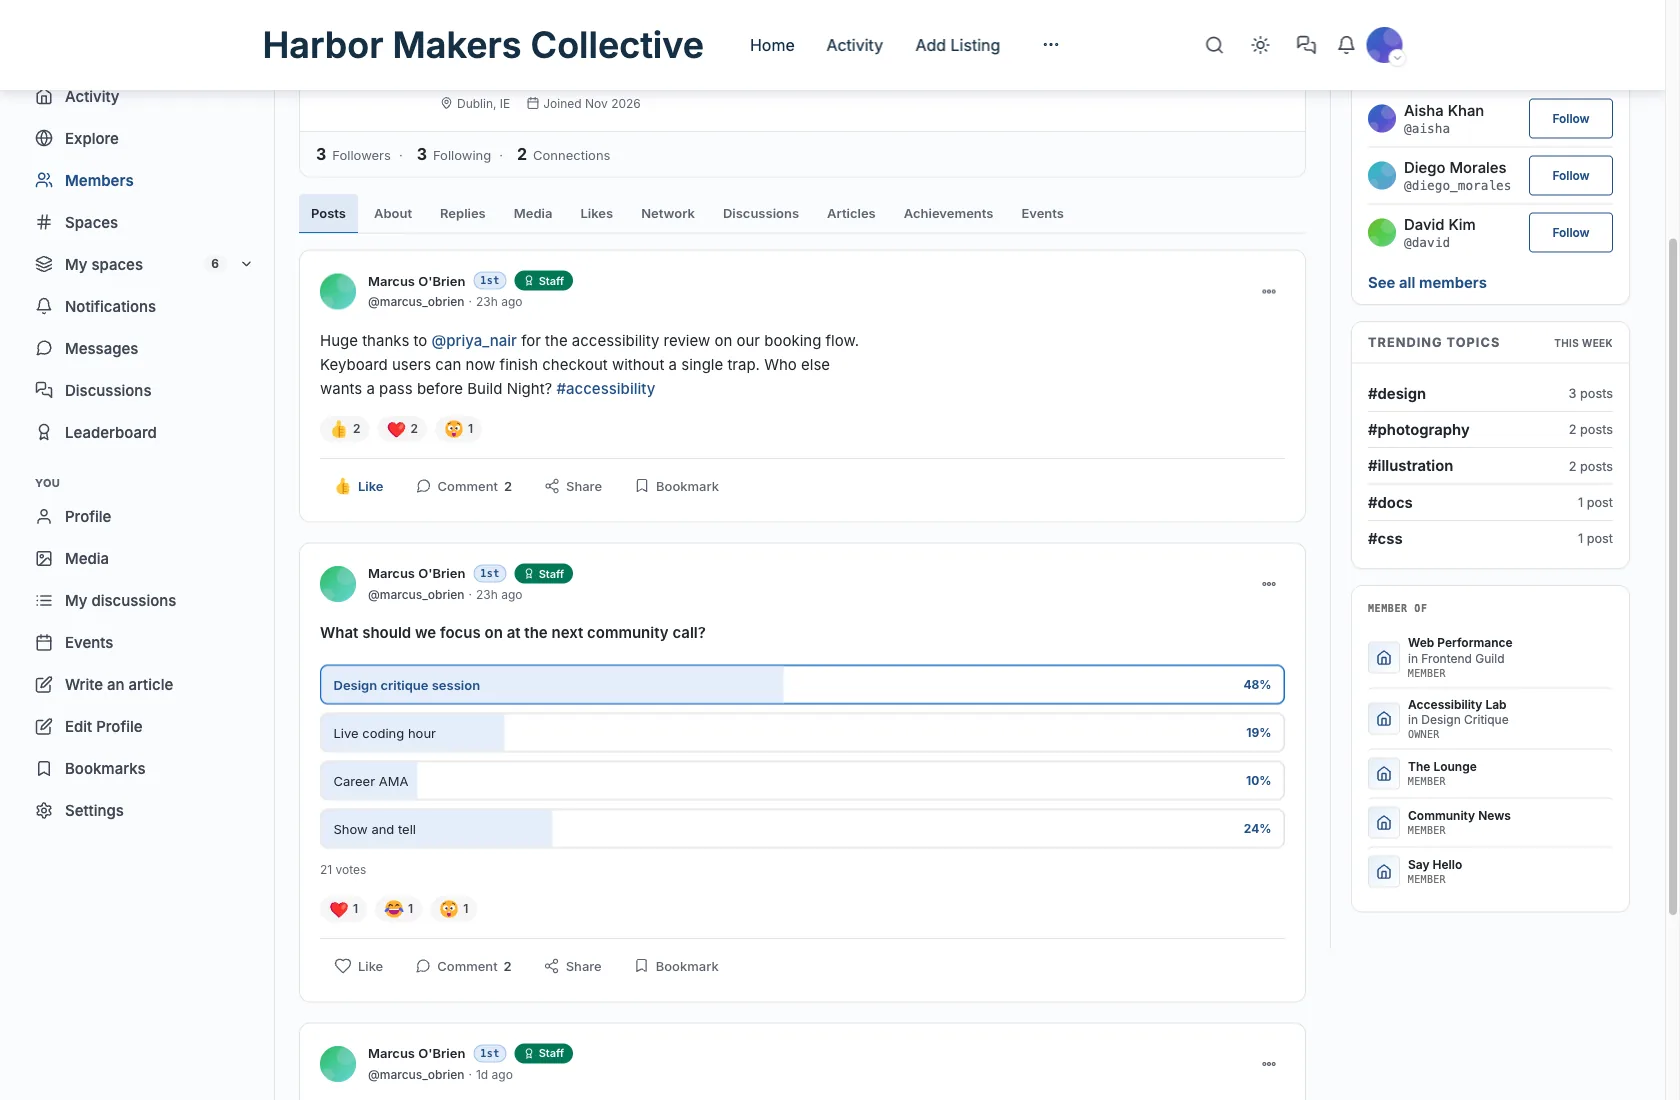 Harbor Makers Collective
Home
Activity
Add Listing
Activity
Explore
Members
Spaces
My spaces 6
Notifications
Messages
Discussions
Leaderboard
YOU
Profile
Media
My discussions
Events
Write an article
Edit Profile
Bookmarks
Settings
Dublin, IE Joined Nov 2026
3 Followers · 3 Following · 2 Connections
Posts About Replies Media Likes Network Discussions Articles Achievements Events
Marcus O'Brien 1st Staff
@marcus_obrien · 23h ago
Huge thanks to @priya_nair for the accessibility review on our booking flow.
Keyboard users can now finish checkout without a single trap. Who else
wants a pass before Build Night? #accessibility
2 2 1
Like Comment 2 Share Bookmark
Marcus O'Brien 1st Staff
@marcus_obrien · 23h ago
What should we focus on at the next community call?
Design critique session 48%
Live coding hour 19%
Career AMA 10%
Show and tell 24%
21 votes
1 1 1
Like Comment 2 Share Bookmark
Marcus O'Brien 1st Staff
@marcus_obrien · 1d ago
Aisha Khan
@aisha
Follow
Diego Morales
@diego_morales
Follow
David Kim
@david
Follow
See all members
TRENDING TOPICS THIS WEEK
#design 3 posts
#photography 2 posts
#illustration 2 posts
#docs 1 post
#css 1 post
MEMBER OF
Web Performance
in Frontend Guild
MEMBER
Accessibility Lab
in Design Critique
OWNER
The Lounge
MEMBER
Community News
MEMBER
Say Hello
MEMBER